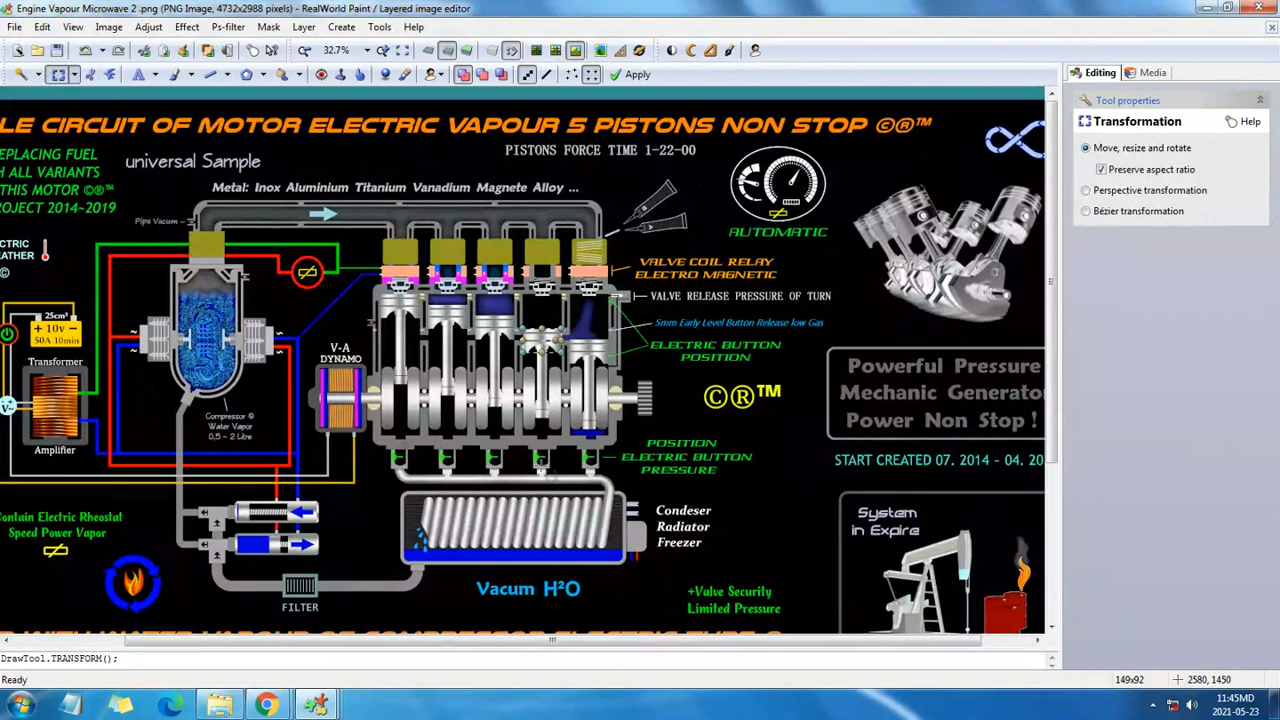 Engine Vapour Microwave 2 .png (PNG Image, 4732x2988 pixels) - RealWorld Paint / Layered image editor
File Edit View Image Adjust Effect Ps-filter Mask Layer Create Tools Help
32.7%
Apply
Editing Media
Tool properties
Transformation Help
Move, resize and rotate
Preserve aspect ratio
Perspective transformation
Bézier transformation
LE CIRCUIT OF MOTOR ELECTRIC VAPOUR 5 PISTONS NON STOP ©®™
PISTONS FORCE TIME 1-22-00
EPLACING FUEL
H ALL VARIANTS
THIS MOTOR ©®™
ROJECT 2014~2019
universal Sample
Metal: Inox Aluminium Titanium Vanadium Magnete Alloy ...
Pipe Vacum
AUTOMATIC
CTRIC
EATHER
©
VALVE COIL RELAY
ELECTRO MAGNETIC
VALVE RELEASE PRESSURE OF TURN
5mm Early Level Button Release low Gas
ELECTRIC BUTTON
POSITION
25cm³
+ 10v -
50A 10min
Transformer
V~
Amplifier
V-A
DYNAMO
Compressor ©
Water Vapor
0,5 - 2 Litre
©®™
Powerful Pressure
Mechanic Generator
Power Non Stop !
POSITION
ELECTRIC BUTTON
PRESSURE
START CREATED 07. 2014 - 04. 20
Contain Electric Rheostat
Speed Power Vapor
Condeser
Radiator
Freezer
System
in Expire
FILTER
Vacum H²O
+Valve Security
Limited Pressure
DrawTool.TRANSFORM();
Ready
149x92
2580, 1450
11:45MD
2021-05-23